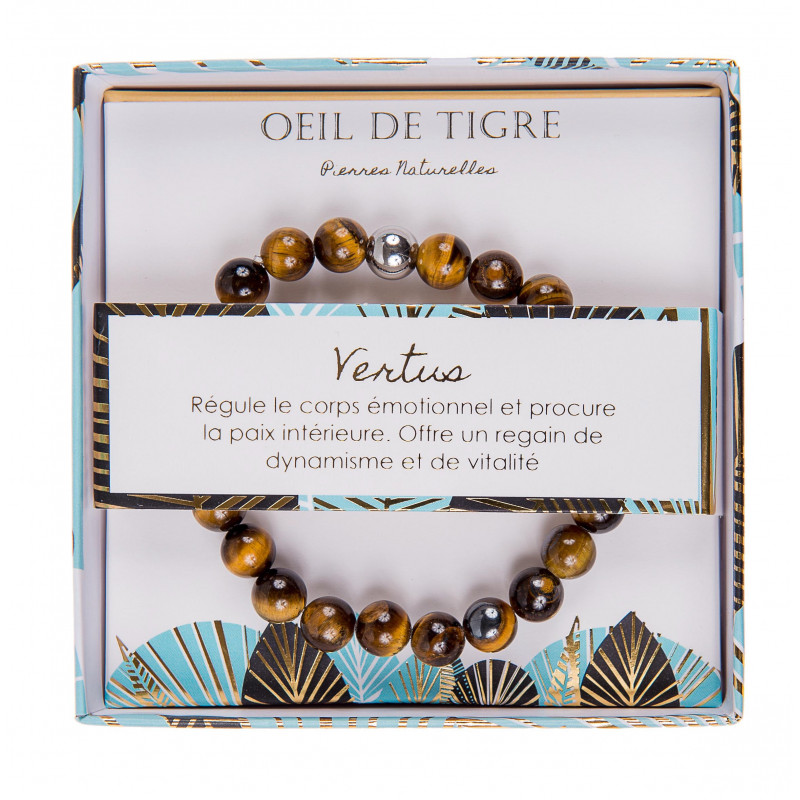 OEIL DE TIGRE
Pierres Naturelles
Vertus
Régule le corps émotionnel et procure
la paix intérieure. Offre un regain de
dynamisme et de vitalité